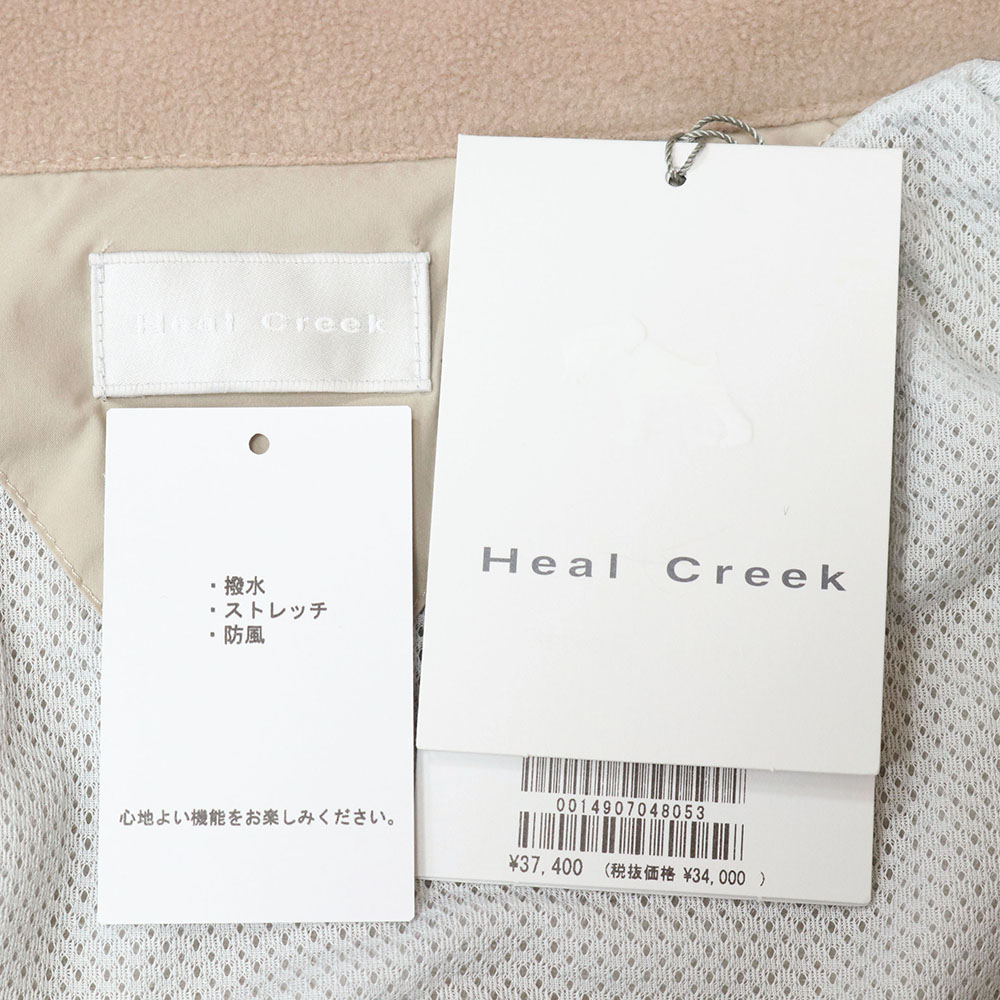 Heal Creek
・撥水
・ストレッチ
・防風
心地よい機能をお楽しみください。
Heal Creek
0014907048053
¥37,400 (税抜価格 ¥34,000 )